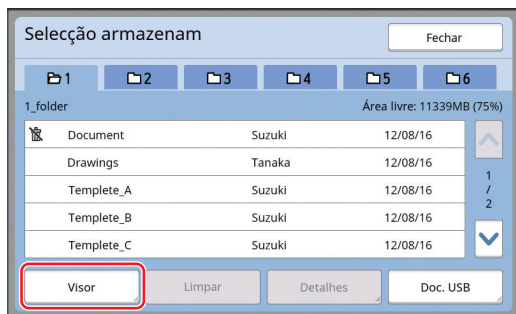 Selecção armazenam Fechar
1 2 3 4 5 6
1_folder Área livre: 11339MB (75%)
Document Suzuki 12/08/16
Drawings Tanaka 12/08/16
Templete_A Suzuki 12/08/16
Templete_B Suzuki 12/08/16
Templete_C Suzuki 12/08/16
1
/
2
Visor Limpar Detalhes Doc. USB